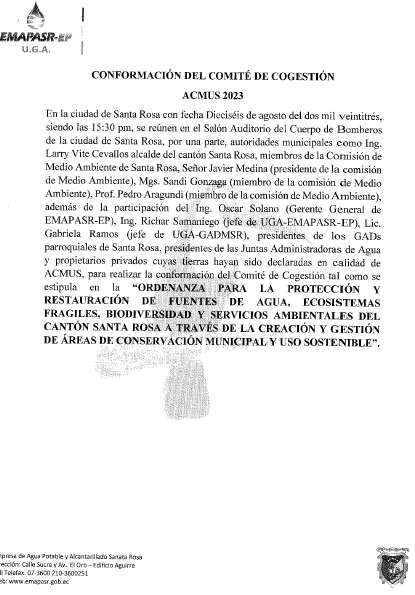 EMAPASR-EP
U.G.A.
CONFORMACIÓN DEL COMITÉ DE COGESTIÓN
ACMUS 2023
En la ciudad de Santa Rosa con fecha Dieciséis de agosto del dos mil veintitrés,
siendo las 15:30 pm, se reúnen en el Salón Auditorio del Cuerpo de Bomberos
de la ciudad de Santa Rosa, por una parte, autoridades municipales como Ing.
Larry Vite Cevallos alcalde del cantón Santa Rosa, miembros de la Comisión de
Medio Ambiente de Santa Rosa, Señor Javier Medina (presidente de la comisión
de Medio Ambiente), Mgs. Sandi Gonzaga (miembro de la comisión de Medio
Ambiente), Prof. Pedro Aragundi (miembro de la comisión de Medio Ambiente),
además de la participación del Ing. Oscar Solano (Gerente General de
EMAPASR-EP), Ing. Richar Samaniego (jefe de UGA-EMAPASR-EP), Lic.
Gabriela Ramos (jefe de UGA-GADMSR), presidentes de los GADs
parroquiales de Santa Rosa, presidentes de las Juntas Administradoras de Agua
y propietarios privados cuyas tierras hayan sido declaradas en calidad de
ACMUS, para realizar la conformación del Comité de Cogestión tal como se
estipula en la “ORDENANZA PARA LA PROTECCIÓN Y
RESTAURACIÓN DE FUENTES DE AGUA, ECOSISTEMAS
FRAGILES, BIODIVERSIDAD Y SERVICIOS AMBIENTALES DEL
CANTÓN SANTA ROSA A TRAVÉS DE LA CREACIÓN Y GESTIÓN
DE ÁREAS DE CONSERVACIÓN MUNICIPAL Y USO SOSTENIBLE”.
mpresa de Agua Potable y Alcantarillado Sanata Rosa
rección: Calle Sucre y Av. El Oro – Edificio Aguirre
li Telefax: 07-3600 210-3600251
eb: www.emapasr.gob.ec